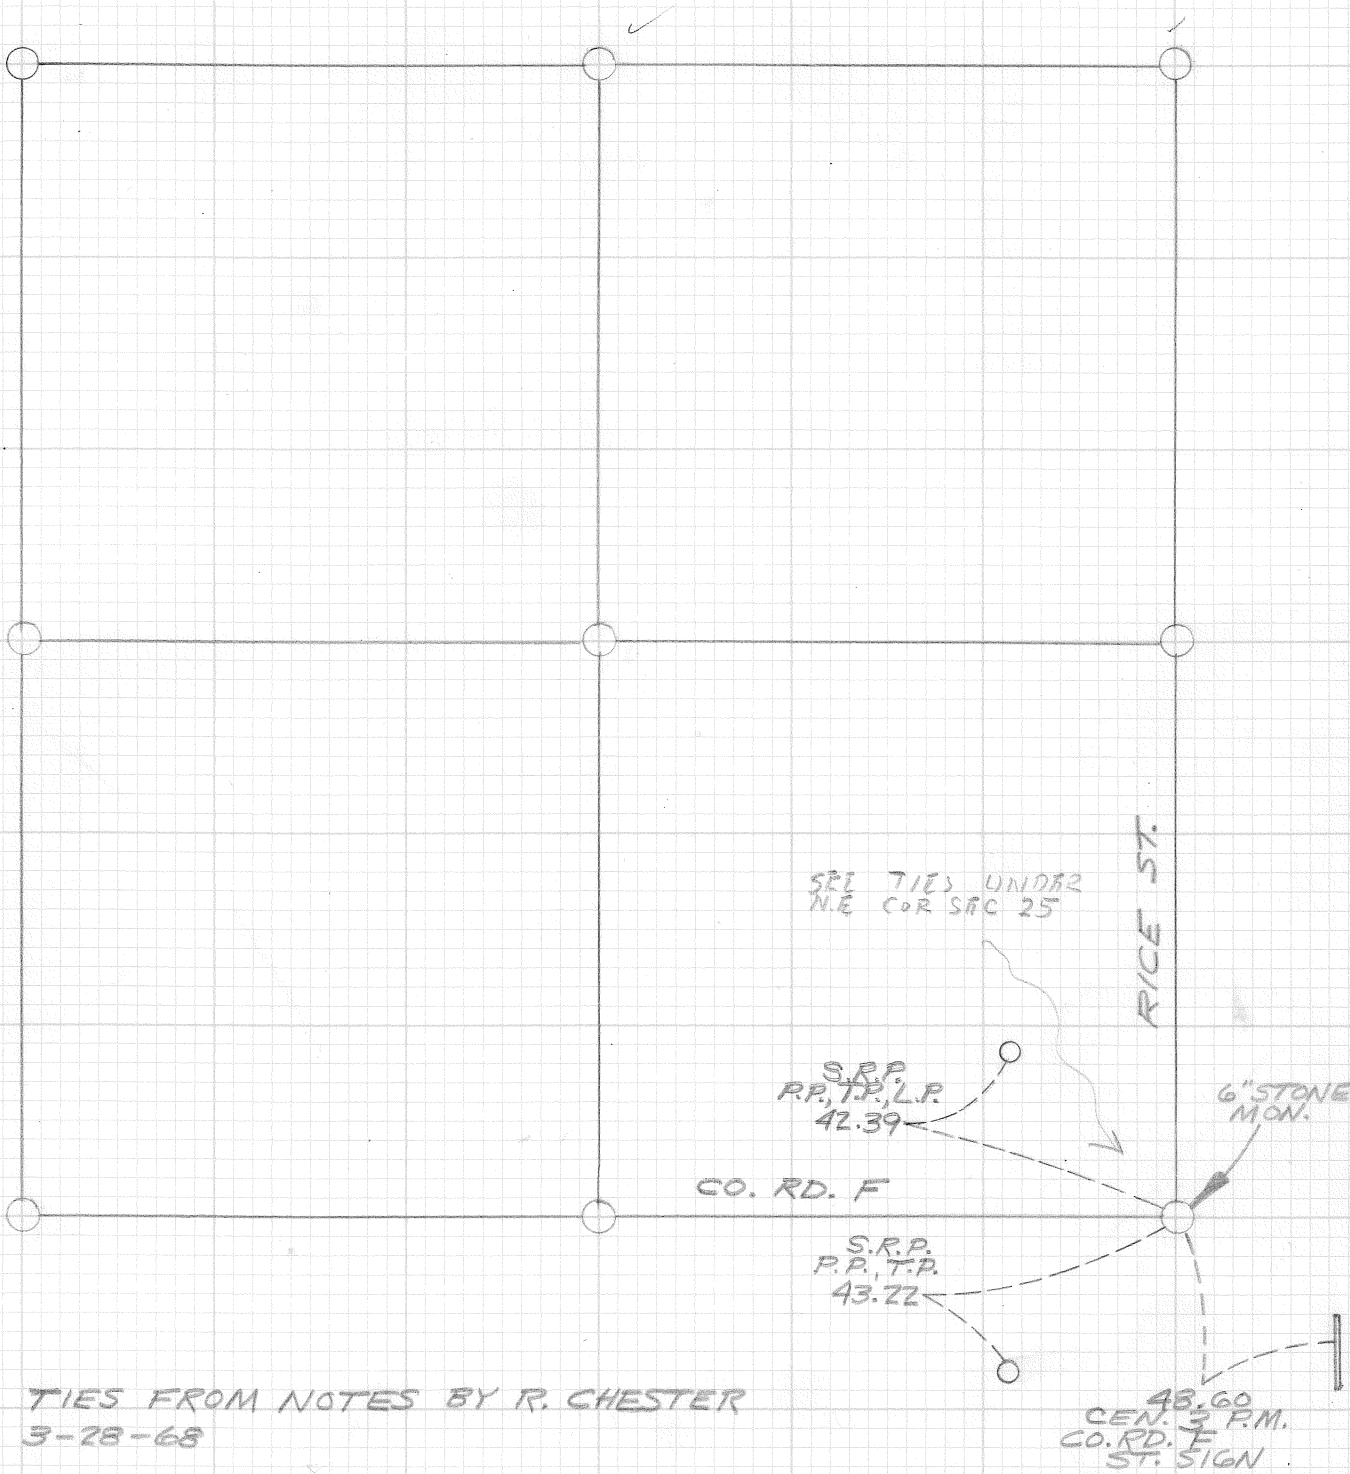 SEE TIES UNDER
N.E COR SEC 25
RICE ST.
S.R.P.
P.P., T.P., L.P.
42.39
6" STONE
MON.
CO. RD. F
S.R.P.
P.P., T.P.
43.22
48.60
CEN. 3 P.M.
CO. RD. F
ST. SIGN
TIES FROM NOTES BY R. CHESTER
3-28-68